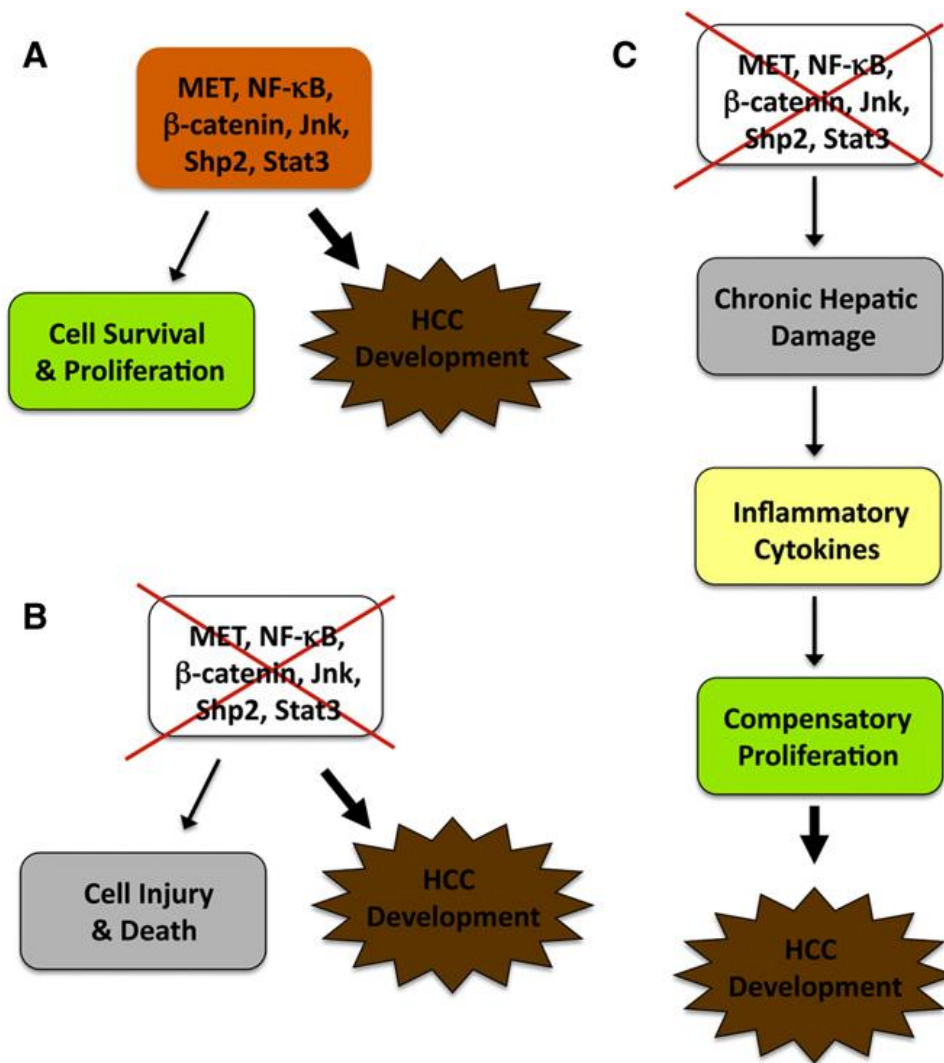 A
MET, NF-κB,
β-catenin, Jnk,
Shp2, Stat3
Cell Survival
& Proliferation
HCC
Development
B
MET, NF-κB,
β-catenin, Jnk,
Shp2, Stat3
Cell Injury
& Death
HCC
Development
C
MET, NF-κB,
β-catenin, Jnk,
Shp2, Stat3
Chronic Hepatic
Damage
Inflammatory
Cytokines
Compensatory
Proliferation
HCC
Development